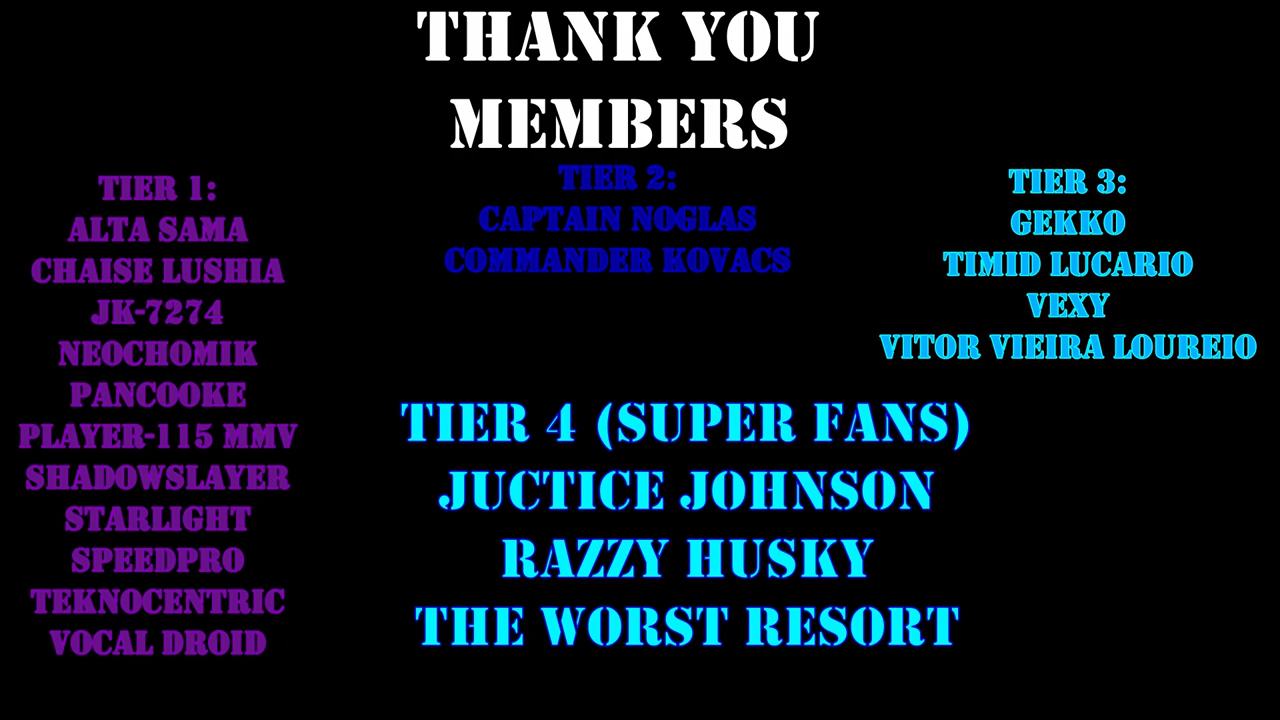 THANK YOU
MEMBERS
TIER 1:
ALTA SAMA
CHAISE LUSHIA
JK-7274
NEOCHOMIK
PANCOOKE
PLAYER-115 MMV
SHADOWSLAYER
STARLIGHT
SPEEDPRO
TEKNOCENTRIC
VOCAL DROID
TIER 2:
CAPTAIN NOGLAS
COMMANDER KOVACS
TIER 3:
GEKKO
TIMID LUCARIO
VEXY
VITOR VIEIRA LOUREIO
TIER 4 (SUPER FANS)
JUCTICE JOHNSON
RAZZY HUSKY
THE WORST RESORT